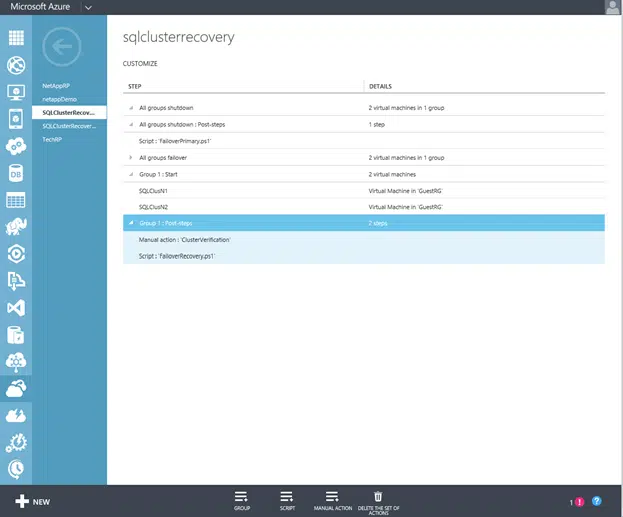 Microsoft Azure
sqlclusterrecovery
CUSTOMIZE
NetAppRP
netappDemo
SQLClusterRecov...
SQLClusterRecover...
TechRP
DB
STEP DETAILS
All groups shutdown 2 virtual machines in 1 group
All groups shutdown : Post-steps 1 step
Script : 'FailoverPrimary.ps1'
All groups failover 2 virtual machines in 1 group
Group 1 : Start 2 virtual machines
SQLClusN1 Virtual Machine in 'GuestRG'
SQLClusN2 Virtual Machine in 'GuestRG'
Group 1 : Post-steps 2 steps
Manual action : 'ClusterVerification'
Script : 'FailoverRecovery.ps1'
NEW
GROUP
SCRIPT
MANUAL ACTION
DELETE THE SET OF
ACTIONS
1 ! ?